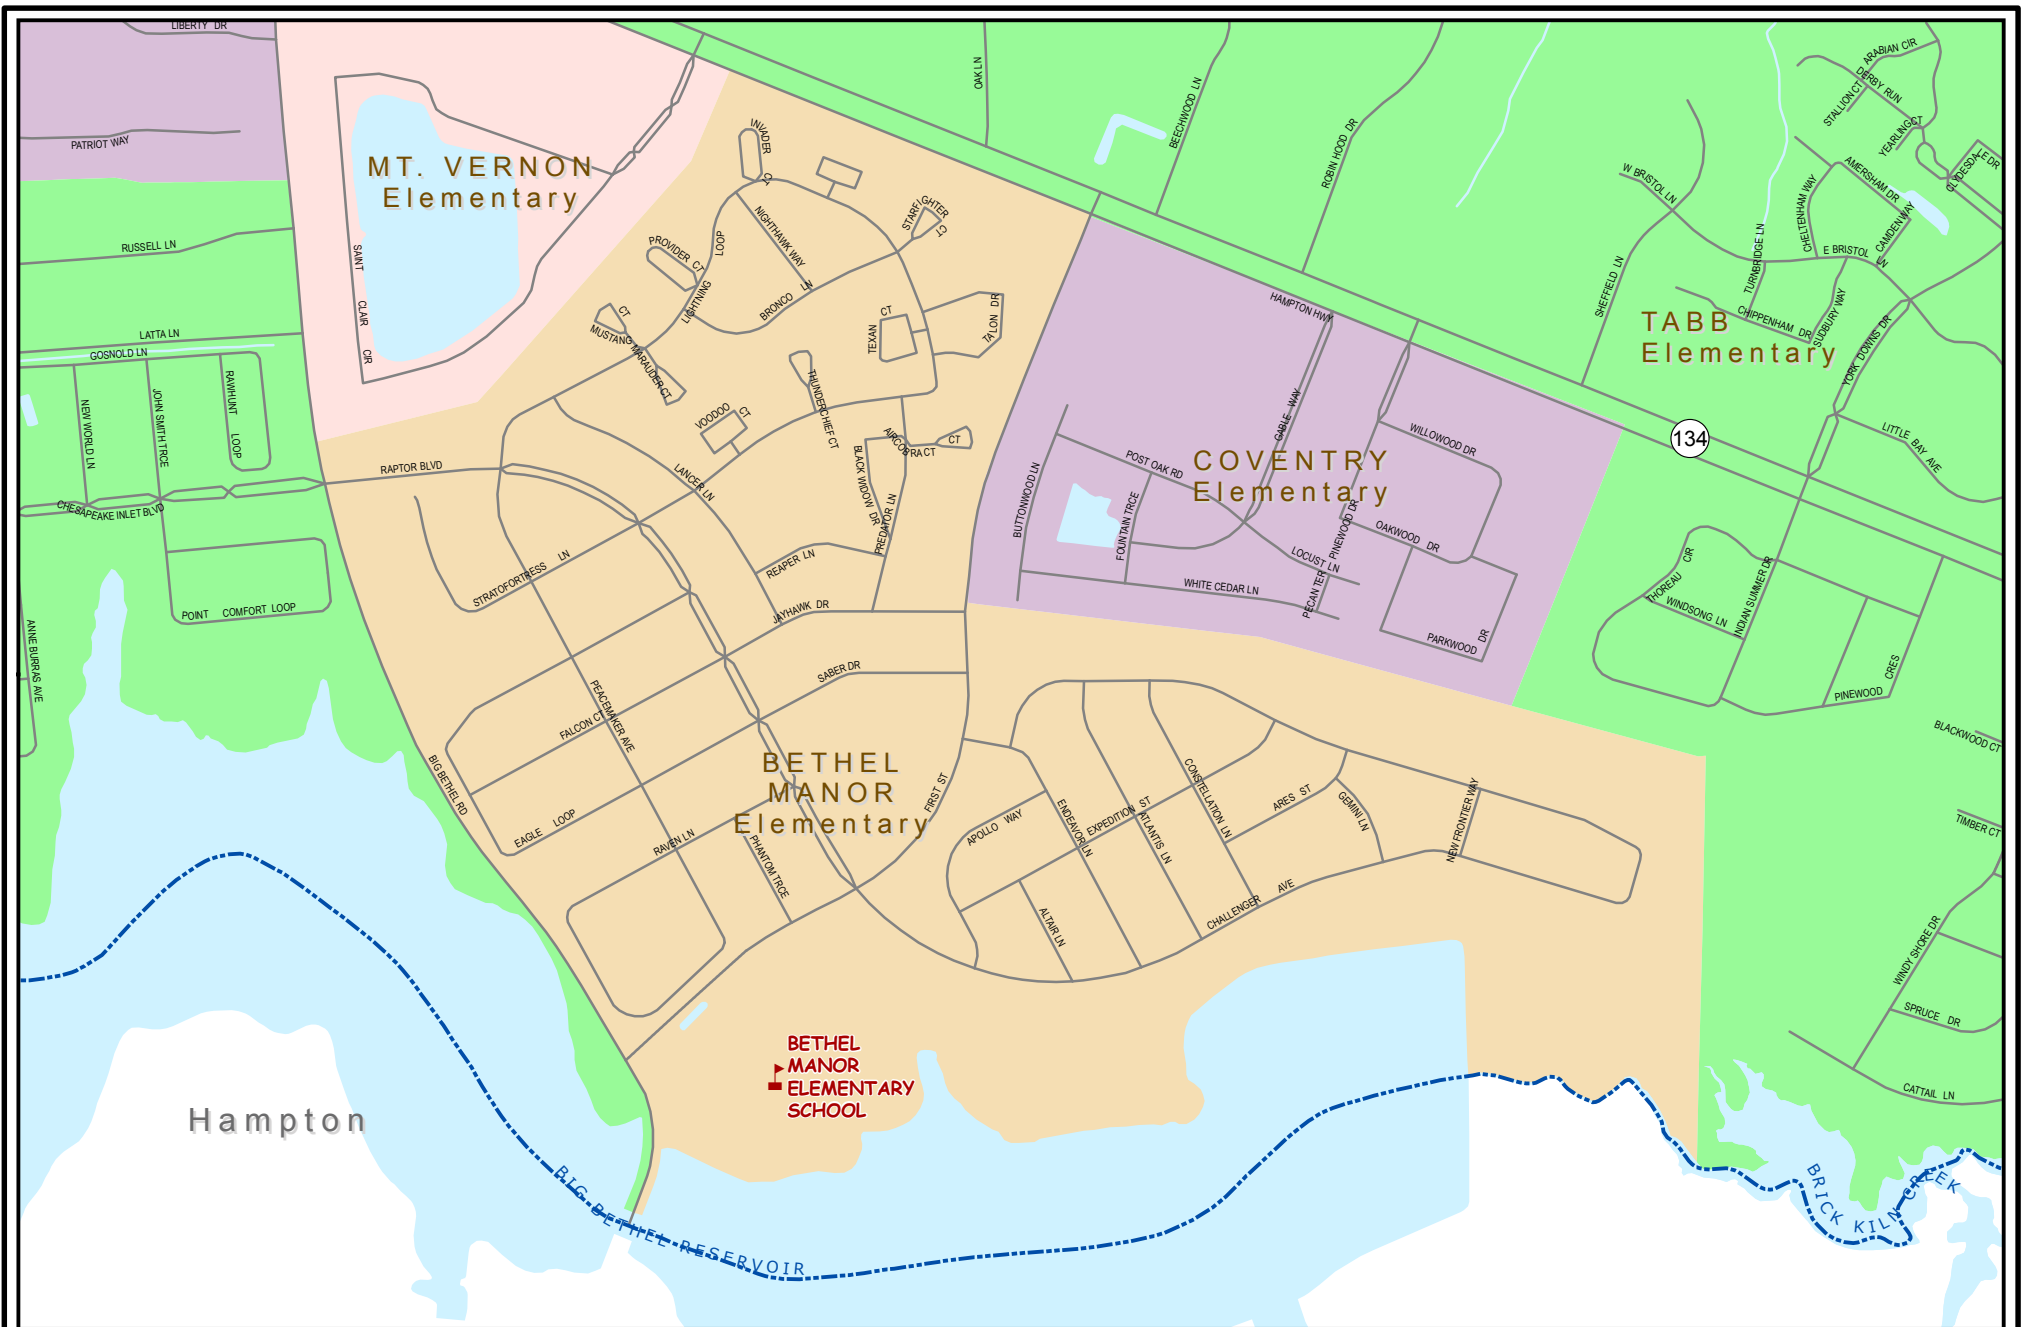 LIBERTY DR
PATRIOT WAY
MT. VERNON
Elementary
RUSSELL LN
SAINT CLAIR CIR
LATTA LN
GOSNOLD LN
NEW WORLD LN
JOHN SMITH TRCE
RAWHUNT LOOP
CHESAPEAKE INLET BLVD
POINT COMFORT LOOP
ANNE BURRAS AVE
RAPTOR BLVD
INVADER CT
NIGHTHAWK WAY
STARFIGHTER CT
PROVIDER CT
LIGHTNING LOOP
BRONCO LN
MUSTANG CT
MARAUDER CT
TEXAN CT
TALON DR
THUNDERCHIEF CT
VOODOO CT
AIRCOBRA CT
CT
BLACK WIDOW DR
PREDATOR LN
LANCER LN
REAPER LN
STRATOFORTRESS LN
JAYHAWK DR
SABER DR
PEACEMAKER AVE
FALCON CT
BIG BETHEL RD
EAGLE LOOP
RAVEN LN
PHANTOM TRCE
FIRST ST
BETHEL
MANOR
Elementary
APOLLO WAY
ENDEAVOR LN
EXPEDITION ST
ATLANTIS LN
CONSTELLATION LN
ARES ST
GEMINI LN
NEW FRONTIER WAY
ALTAIR LN
CHALLENGER AVE
OAK LN
BEECHWOOD LN
ROBIN HOOD DR
HAMPTON HWY
GABLE WAY
COVENTRY
Elementary
POST OAK RD
BUTTONWOOD LN
FOUNTAIN TRCE
WILLOWOOD DR
PINEWOOD DR
OAKWOOD DR
LOCUST LN
WHITE CEDAR LN
PECAN TER
PARKWOOD DR
134
TABB
Elementary
ARABIAN CIR
DERBY RUN
STALLION CT
YEARLING CT
CLYDESDALE DR
AMERSHAM DR
W BRISTOL LN
CHELTENHAM WAY
CAMDEN WAY
E BRISTOL LN
TURNBRIDGE LN
SHEFFIELD LN
CHIPPENHAM DR
SUDBURY WAY
YORK DOWNS DR
LITTLE BAY AVE
THOREAU CIR
WINDSONG LN
INDIAN SUMMER DR
PINEWOOD CRES
BLACKWOOD CT
TIMBER CT
WINDY SHORE DR
SPRUCE DR
CATTAIL LN
BETHEL
MANOR
ELEMENTARY
SCHOOL
Hampton
BIG BETHEL RESERVOIR
BRICK KILN CREEK